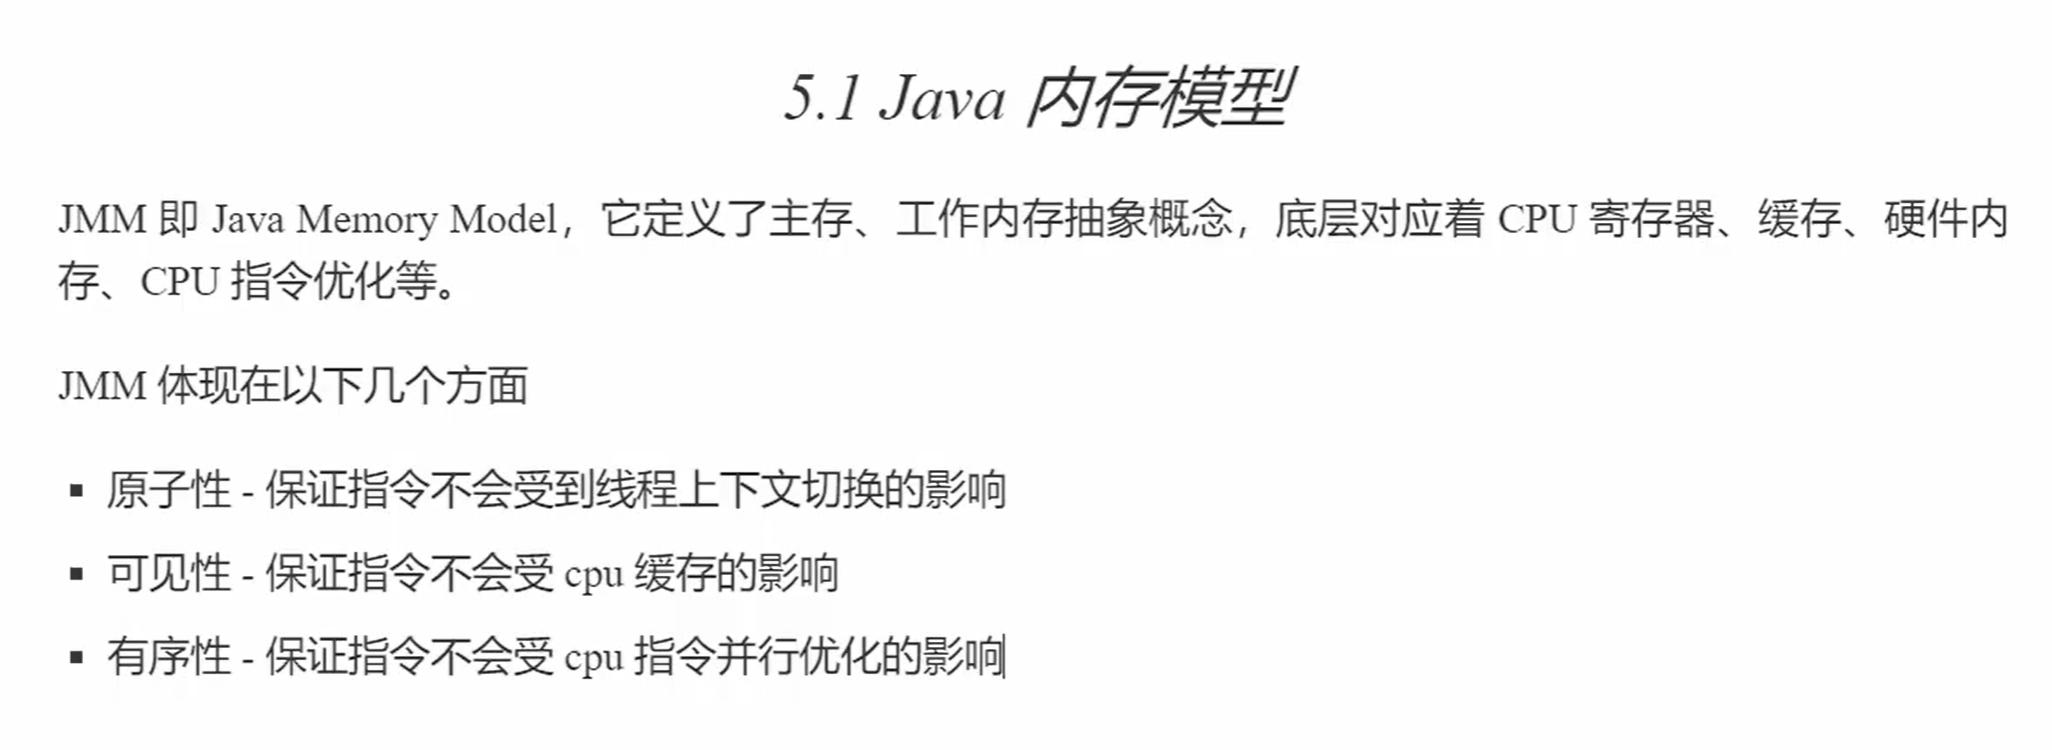 5.1 Java 内存模型
JMM 即 Java Memory Model，它定义了主存、工作内存抽象概念，底层对应着 CPU 寄存器、缓存、硬件内
存、CPU 指令优化等。
JMM 体现在以下几个方面
▪ 原子性 - 保证指令不会受到线程上下文切换的影响
▪ 可见性 - 保证指令不会受 cpu 缓存的影响
▪ 有序性 - 保证指令不会受 cpu 指令并行优化的影响